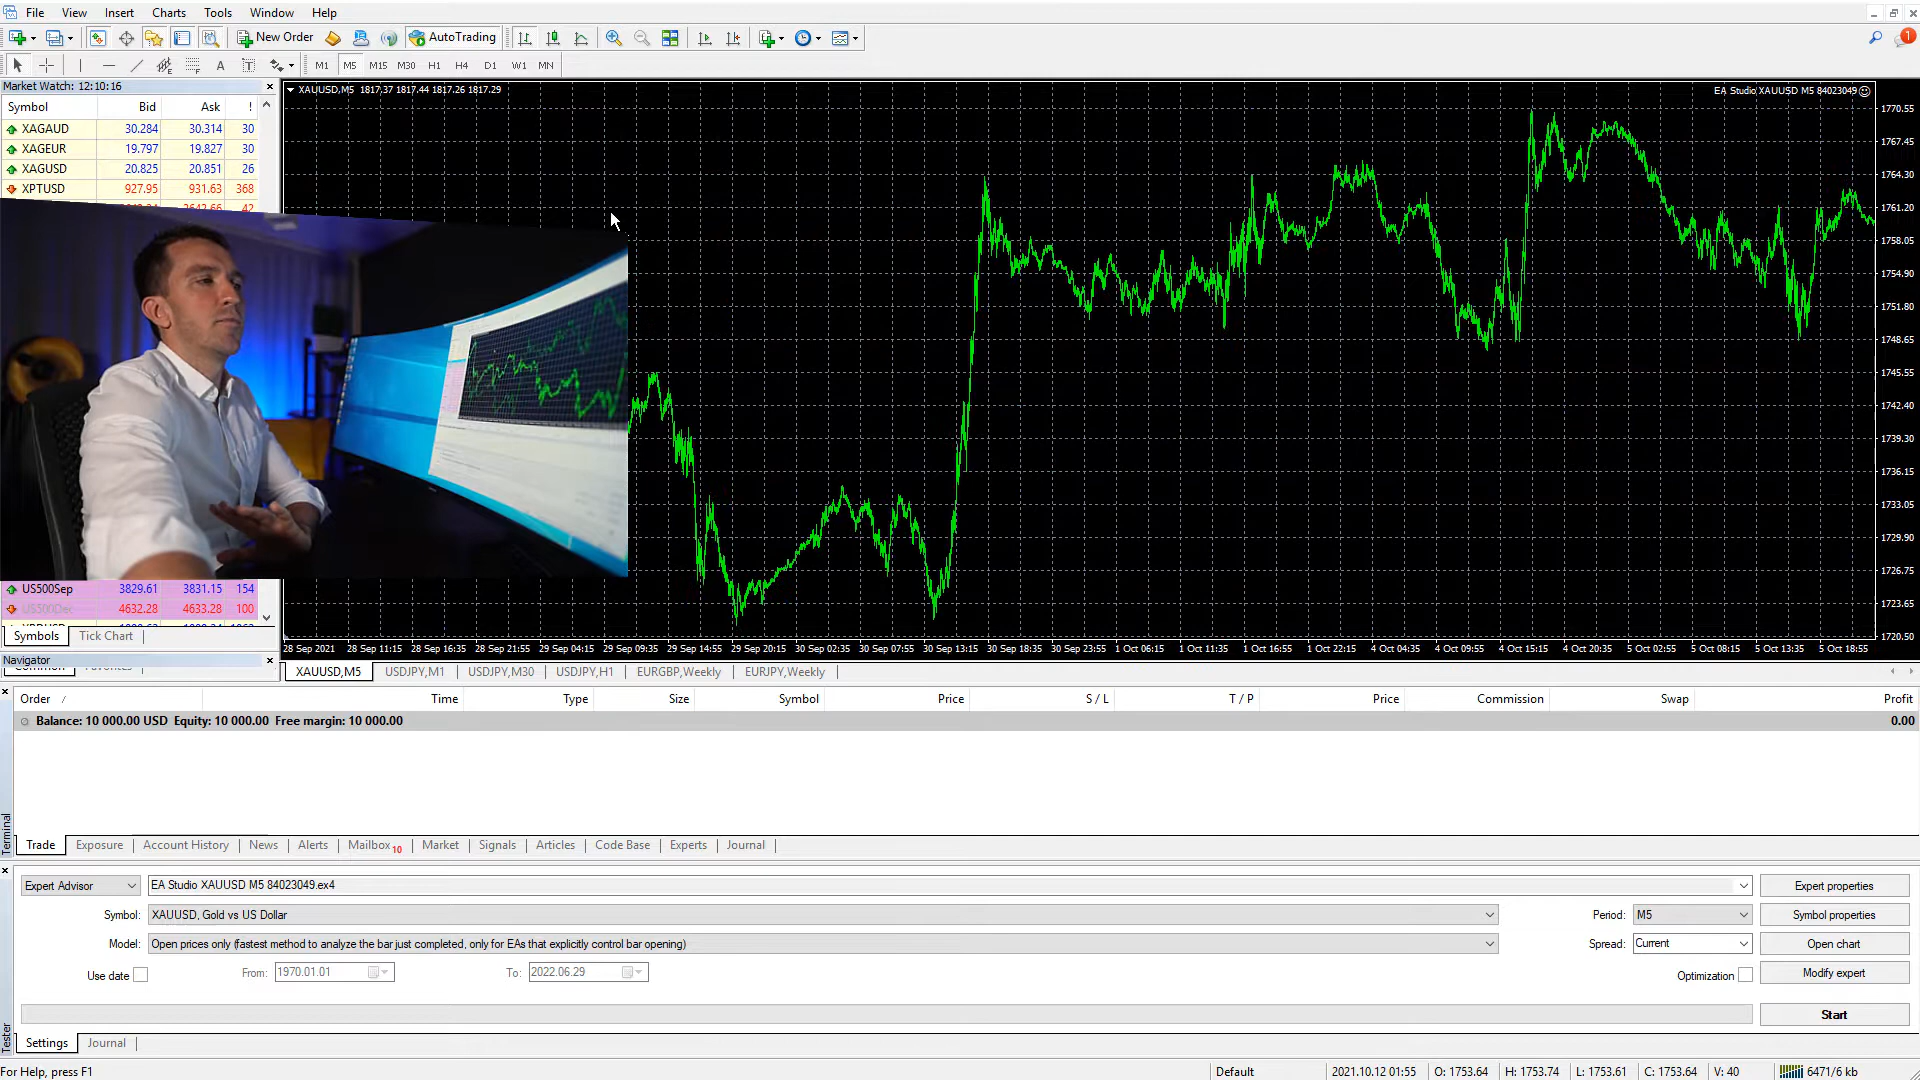 File View Insert Charts Tools Window Help
New Order AutoTrading 1
A T M1 M5 M15 M30 H1 H4 D1 W1 MN
Market Watch: 12:10:16
Symbol Bid Ask !
XAGAUD 30.284 30.314 30
XAGEUR 19.797 19.827 30
XAGUSD 20.825 20.851 26
XPTUSD 927.95 931.63 368
42
US500Sep 3829.61 3831.15 154
US500Dec 4632.28 4633.28 100
Symbols Tick Chart
Navigator
Common Favorites
XAUUSD,M5 1817.37 1817.44 1817.26 1817.29
EA Studio XAUUSD M5 84023049
1770.55
1767.45
1764.30
1761.20
1758.05
1754.90
1751.80
1748.65
1745.55
1742.40
1739.30
1736.15
1733.05
1729.90
1726.75
1723.65
1720.50
28 Sep 2021 28 Sep 11:15 28 Sep 16:35 28 Sep 21:55 29 Sep 04:15 29 Sep 09:35 29 Sep 14:55 29 Sep 20:15 30 Sep 02:35 30 Sep 07:55 30 Sep 13:15 30 Sep 18:35 30 Sep 23:55 1 Oct 06:15 1 Oct 11:35 1 Oct 16:55 1 Oct 22:15 4 Oct 04:35 4 Oct 09:55 4 Oct 15:15 4 Oct 20:35 5 Oct 02:55 5 Oct 08:15 5 Oct 13:35 5 Oct 18:55
XAUUSD,M5 USDJPY,M1 USDJPY,M30 USDJPY,H1 EURGBP,Weekly EURJPY,Weekly
Order / Time Type Size Symbol Price S / L T / P Price Commission Swap Profit
Balance: 10 000.00 USD Equity: 10 000.00 Free margin: 10 000.00 0.00
Terminal
Trade Exposure Account History News Alerts Mailbox 10 Market Signals Articles Code Base Experts Journal
Expert Advisor EA Studio XAUUSD M5 84023049.ex4 Expert properties
Symbol: XAUUSD, Gold vs US Dollar Period: M5 Symbol properties
Model: Open prices only (fastest method to analyze the bar just completed, only for EAs that explicitly control bar opening) Spread: Current Open chart
Use date From: 1970.01.01 To: 2022.06.29 Optimization Modify expert
Start
Tester
Settings Journal
For Help, press F1 Default 2021.10.12 01:55 O: 1753.64 H: 1753.74 L: 1753.61 C: 1753.64 V: 40 6471/6 kb